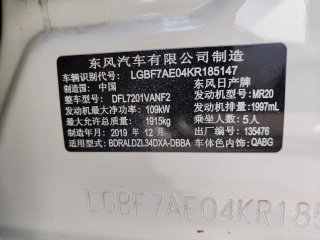 东风汽车有限公司制造
车辆识别代号: LGBF7AE04KR185147
制造国: 中国 东风日产牌
整车型号: DFL7201VANF2 发动机型号: MR20
发动机最大净功率: 109kW 发动机排量: 1997mL
最大允许总质量: 1915kg 乘坐人数: 5人
制造年月: 2019 年 12 月 出厂编号: 135476
适用型式: BDRALDZL34DXA-DBBA 车体色内饰: QABG
LGBF7AE04KR185